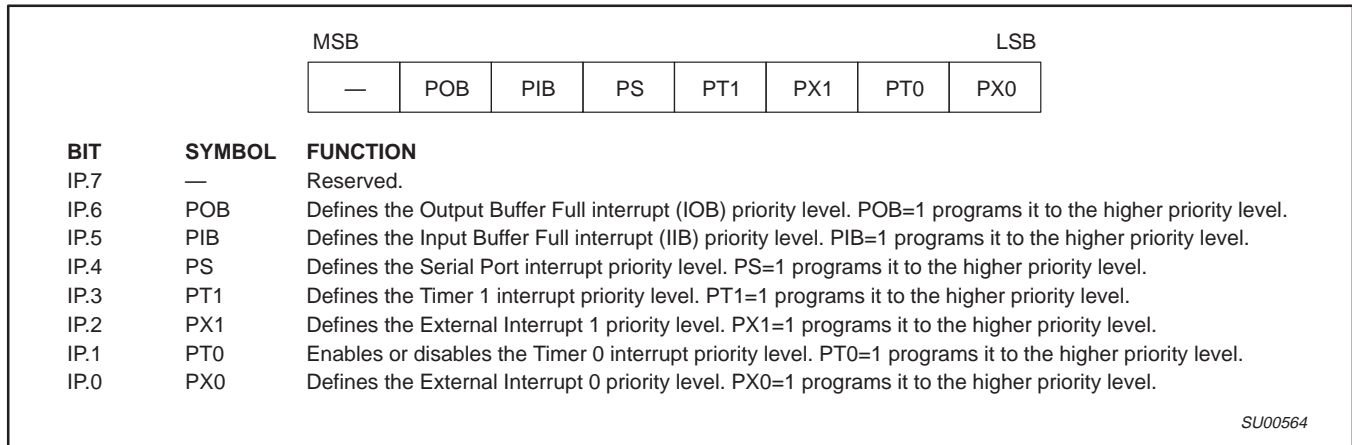 MSB LSB
— POB PIB PS PT1 PX1 PT0 PX0
BIT SYMBOL FUNCTION
IP.7 — Reserved.
IP.6 POB Defines the Output Buffer Full interrupt (IOB) priority level. POB=1 programs it to the higher priority level.
IP.5 PIB Defines the Input Buffer Full interrupt (IIB) priority level. PIB=1 programs it to the higher priority level.
IP.4 PS Defines the Serial Port interrupt priority level. PS=1 programs it to the higher priority level.
IP.3 PT1 Defines the Timer 1 interrupt priority level. PT1=1 programs it to the higher priority level.
IP.2 PX1 Defines the External Interrupt 1 priority level. PX1=1 programs it to the higher priority level.
IP.1 PT0 Enables or disables the Timer 0 interrupt priority level. PT0=1 programs it to the higher priority level.
IP.0 PX0 Defines the External Interrupt 0 priority level. PX0=1 programs it to the higher priority level.
SU00564